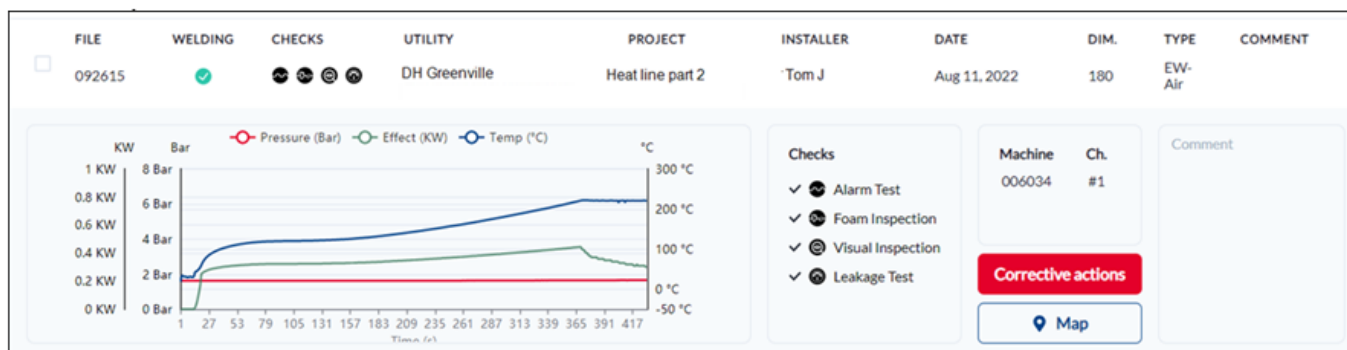 FILE WELDING CHECKS UTILITY PROJECT INSTALLER DATE DIM. TYPE COMMENT
092615 DH Greenville Heat line part 2 Tom J Aug 11, 2022 180 EW-
Air
Pressure (Bar) Effect (KW) Temp (°C)
KW Bar °C
1 KW 8 Bar 300 °C
0.8 KW 6 Bar 200 °C
0.6 KW
0.4 KW 4 Bar 100 °C
0.2 KW 2 Bar 0 °C
0 KW 0 Bar -50 °C
1 27 53 79 105 131 157 183 209 235 261 287 313 339 365 391 417
Time (s)
Checks
Alarm Test
Foam Inspection
Visual Inspection
Leakage Test
Machine Ch.
006034 #1
Corrective actions
Map
Comment